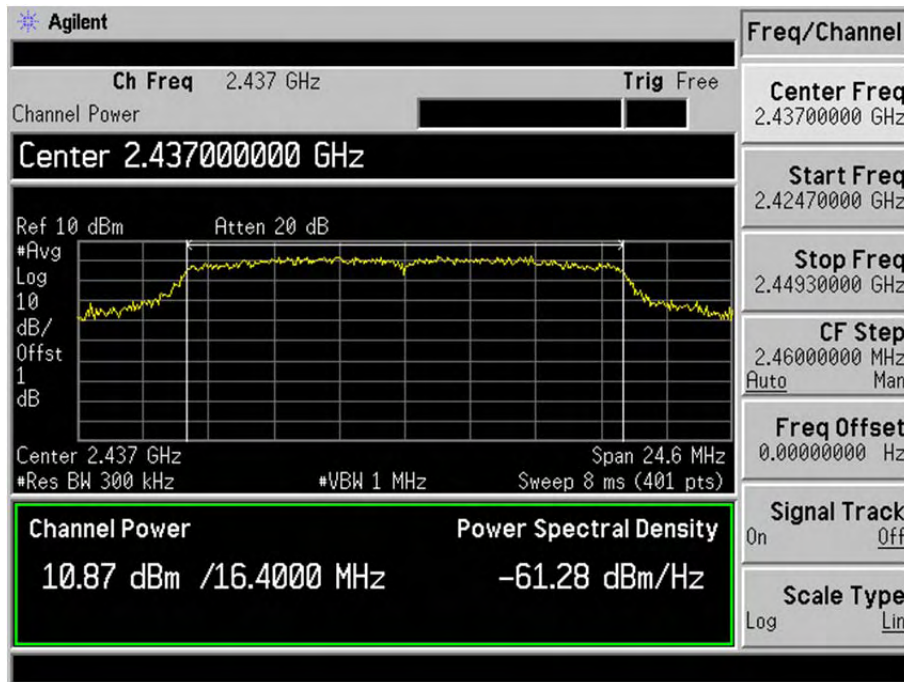 Agilent
Freq/Channel
Ch Freq 2.437 GHz Trig Free
Channel Power
Center 2.437000000 GHz
Ref 10 dBm Atten 20 dB
#Avg
Log
10
dB/
Offst
1
dB
Center 2.437 GHz Span 24.6 MHz
#Res BW 300 kHz #VBW 1 MHz Sweep 8 ms (401 pts)
Channel Power Power Spectral Density
10.87 dBm /16.4000 MHz -61.28 dBm/Hz
Center Freq
2.43700000 GHz
Start Freq
2.42470000 GHz
Stop Freq
2.44930000 GHz
CF Step
2.46000000 MHz
Auto Man
Freq Offset
0.00000000 Hz
Signal Track
On Off
Scale Type
Log Lin